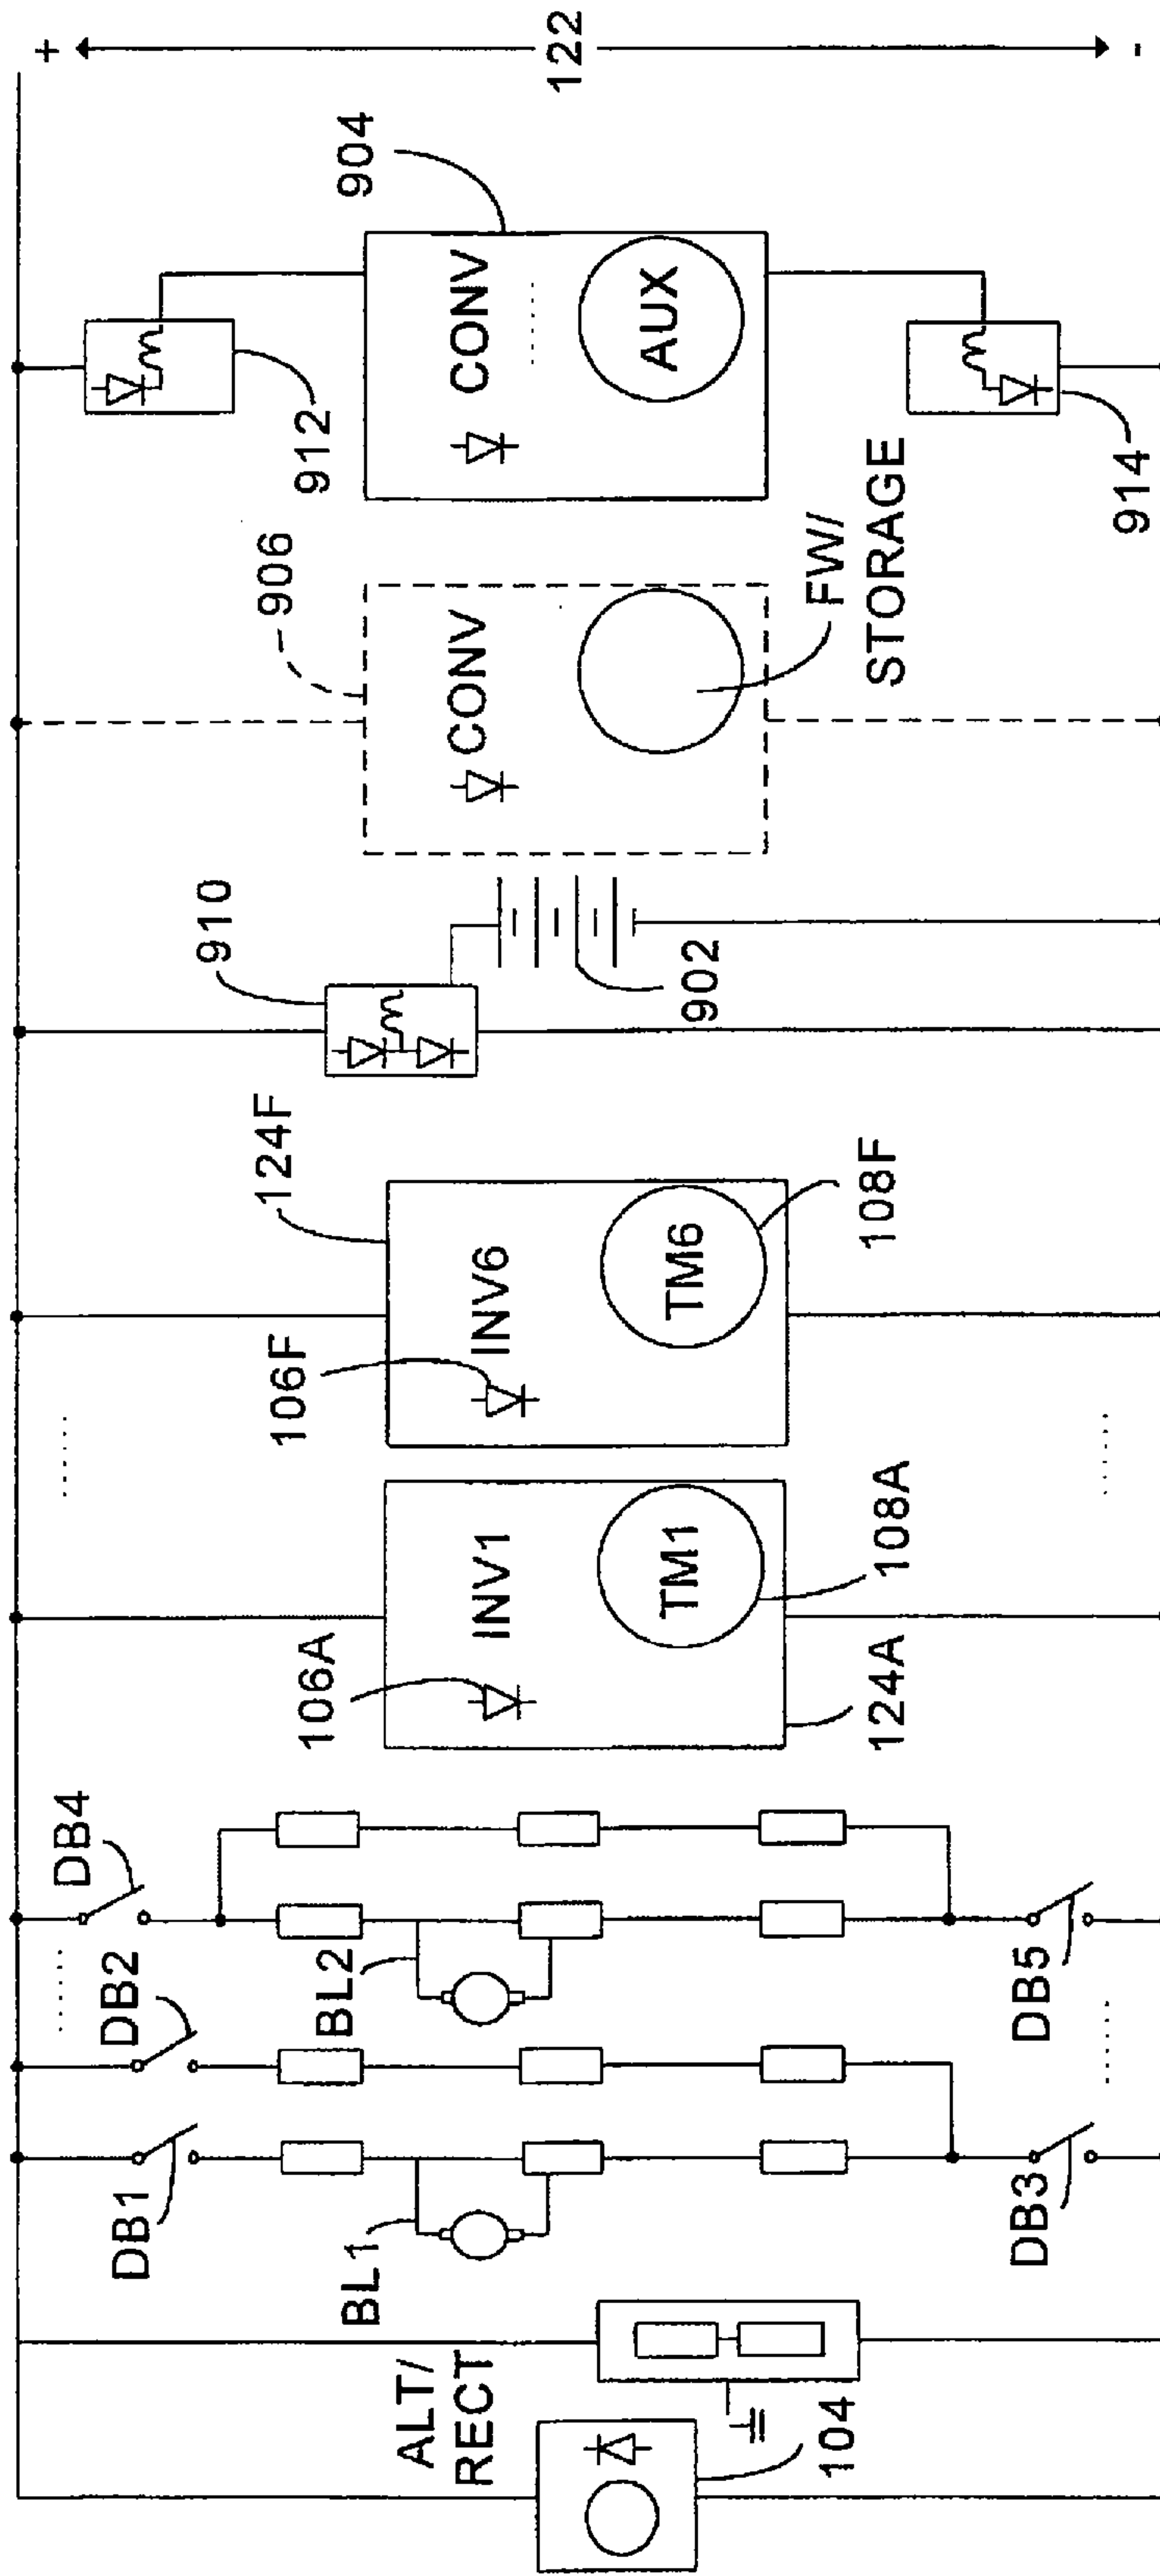 ALT/
RECT
104
BL1
DB1
DB2
DB3
BL2
DB4
DB5
106A
INV1
TM1
108A
124A
106F
INV6
TM6
108F
124F
910
902
906
CONV
FW/
STORAGE
912
CONV
AUX
904
914
+
122
-